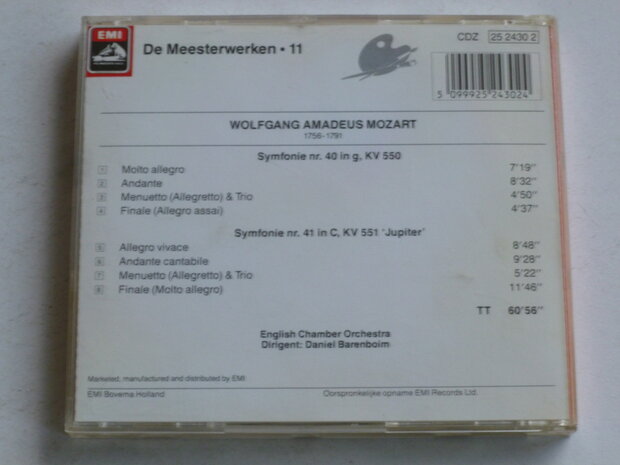 EMI
De Meesterwerken • 11
CDZ 25 2430 2
5 099925 243024
WOLFGANG AMADEUS MOZART
1756-1791
Symfonie nr. 40 in g, KV 550
1 Molto allegro 7'19"
2 Andante 8'32"
3 Menuetto (Allegretto) & Trio 4'50"
4 Finale (Allegro assai) 4'37"
Symfonie nr. 41 in C, KV 551 'Jupiter'
5 Allegro vivace 8'48"
6 Andante cantabile 9'28"
7 Menuetto (Allegretto) & Trio 5'22"
8 Finale (Molto allegro) 11'46"
TT 60'56"
English Chamber Orchestra
Dirigent: Daniel Barenboim
Marketed, manufactured and distributed by EMI
EMI Bovema Holland
Oorspronkelijke opname EMI Records Ltd.